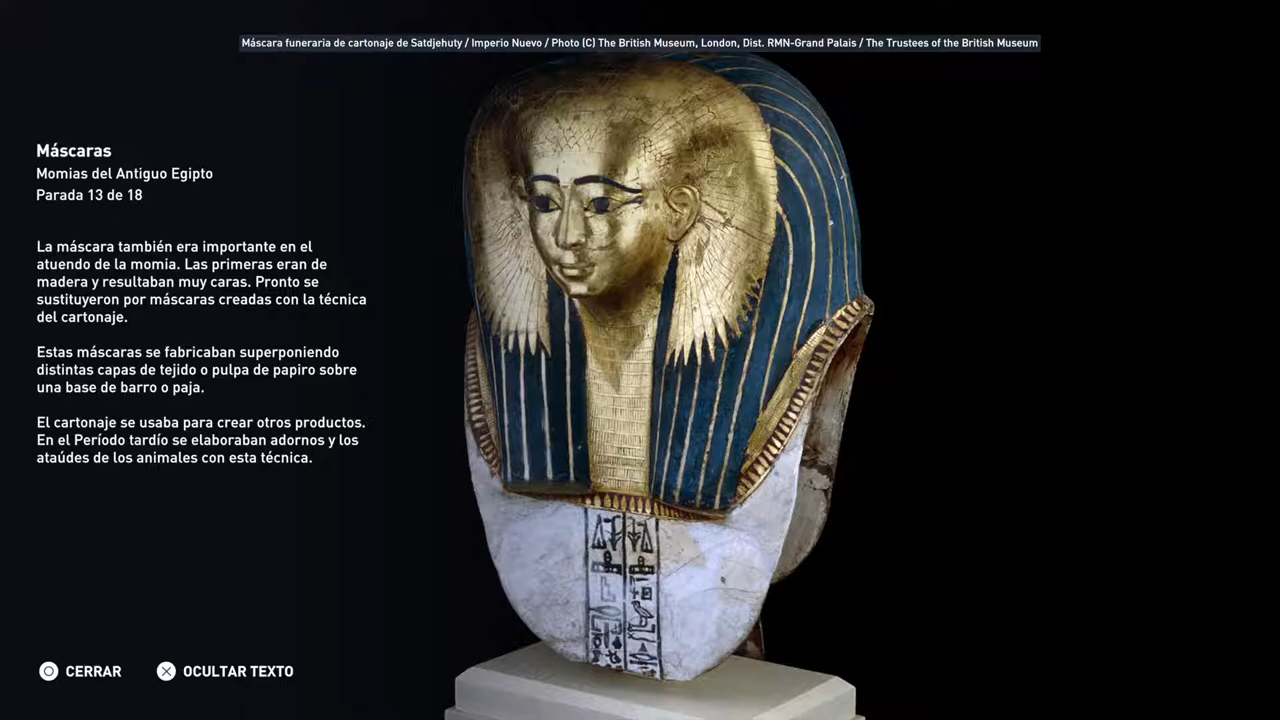 Máscara funeraria de cartonaje de Satdjehuty / Imperio Nuevo / Photo (C) The British Museum, London, Dist. RMN-Grand Palais / The Trustees of the British Museum
Máscaras
Momias del Antiguo Egipto
Parada 13 de 18
La máscara también era importante en el
atuendo de la momia. Las primeras eran de
madera y resultaban muy caras. Pronto se
sustituyeron por máscaras creadas con la técnica
del cartonaje.
Estas máscaras se fabricaban superponiendo
distintas capas de tejido o pulpa de papiro sobre
una base de barro o paja.
El cartonaje se usaba para crear otros productos.
En el Período tardío se elaboraban adornos y los
ataúdes de los animales con esta técnica.
CERRAR
OCULTAR TEXTO